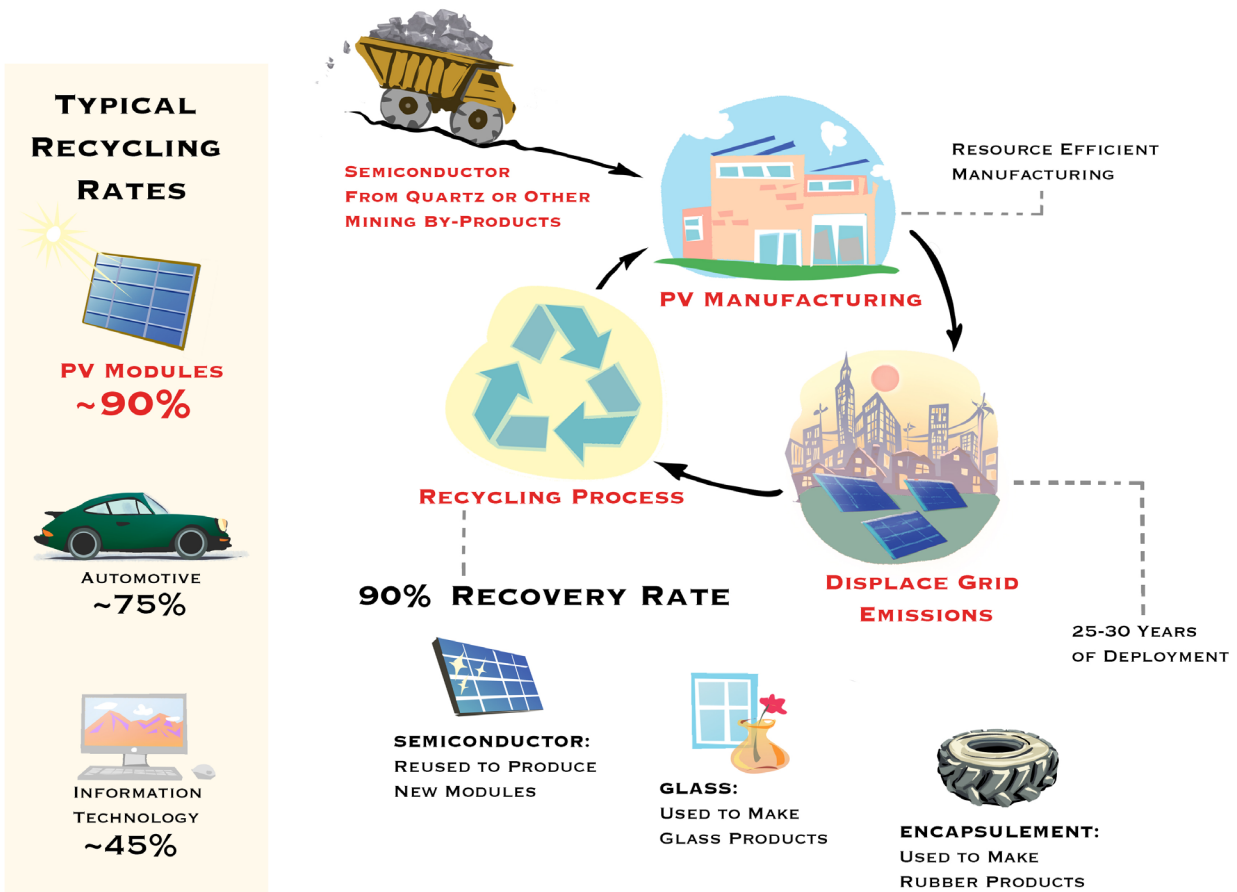 TYPICAL
RECYCLING
RATES
PV MODULES
~90%
AUTOMOTIVE
~75%
INFORMATION
TECHNOLOGY
~45%
SEMICONDUCTOR
FROM QUARTZ OR OTHER
MINING BY-PRODUCTS
PV MANUFACTURING
RESOURCE EFFICIENT
MANUFACTURING
RECYCLING PROCESS
DISPLACE GRID
EMISSIONS
25-30 YEARS
OF DEPLOYMENT
90% RECOVERY RATE
SEMICONDUCTOR:
REUSED TO PRODUCE
NEW MODULES
GLASS:
USED TO MAKE
GLASS PRODUCTS
ENCAPSULEMENT:
USED TO MAKE
RUBBER PRODUCTS